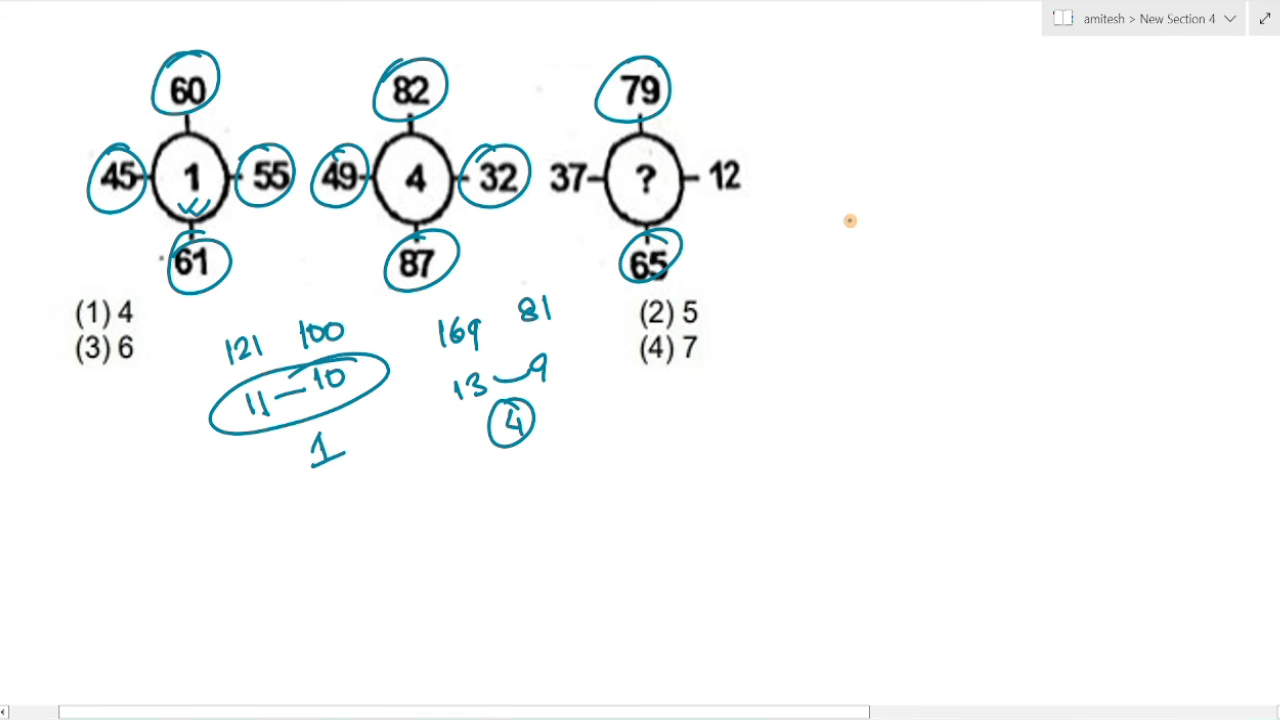 amitesh > New Section 4
60 82 79
45 1 55 49 4 32 37 ? 12
61 87 65
(1) 4 (2) 5
(3) 6 (4) 7
121 100 169 81
11 - 10 13 - 9
1 4